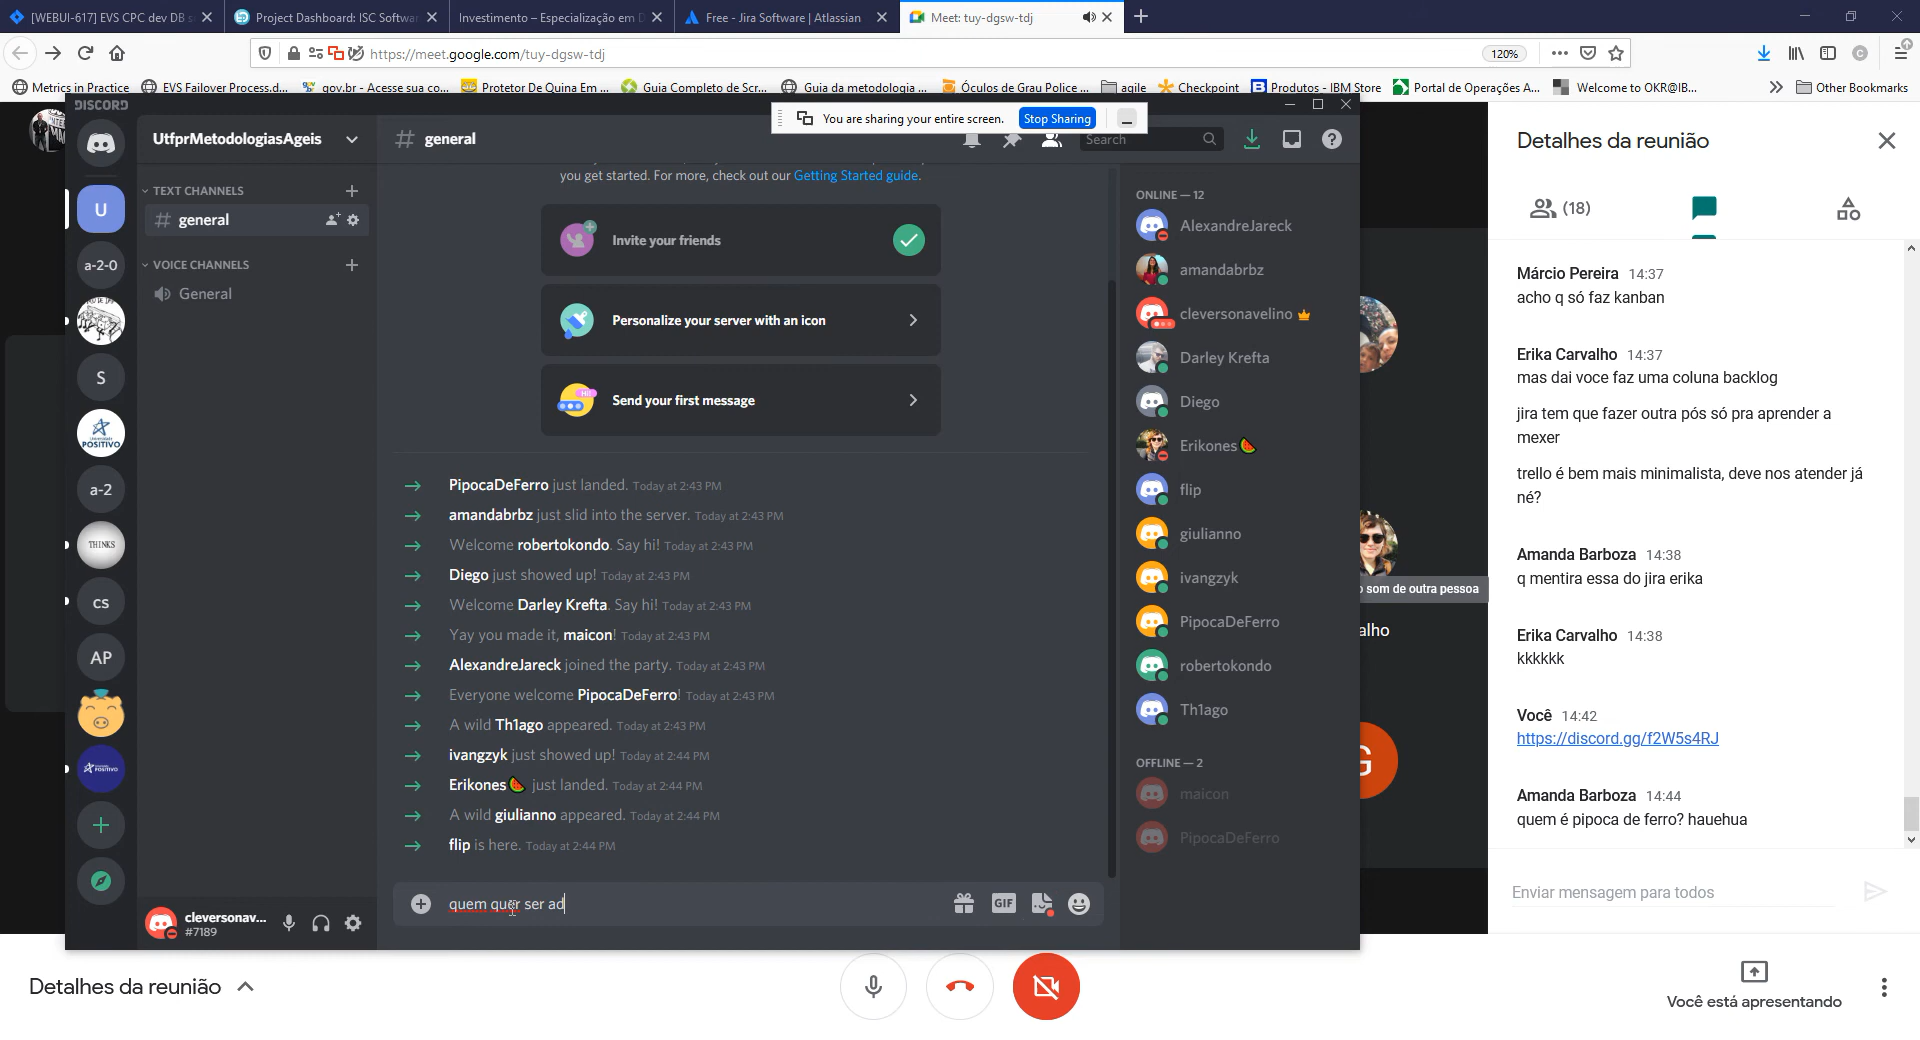 [WEBUI-617] EVS CPC dev DB s
Project Dashboard: ISC Softwar
Investimento – Especialização em D
Free - Jira Software | Atlassian
Meet: tuy-dgsw-tdj
https://meet.google.com/tuy-dgsw-tdj
120%
Metrics in Practice
EVS Failover Process.d...
gov.br - Acesse sua co...
Protetor De Quina Em ...
Guia Completo de Scr...
Guia da metodologia ...
Óculos de Grau Police ...
agile
Checkpoint
Produtos - IBM Store
Portal de Operações A...
Welcome to OKR@IB...
Other Bookmarks
DISCORD
You are sharing your entire screen.
Stop Sharing
UtfprMetodologiasAgeis
general
Search
TEXT CHANNELS
general
VOICE CHANNELS
General
U
a-2-0
S
UNIVERSIDADE POSITIVO
a-2
THINKS
cs
AP
POSITIVO
you get started. For more, check out our Getting Started guide.
Invite your friends
Personalize your server with an icon
Send your first message
PipocaDeFerro just landed. Today at 2:43 PM
amandabrbz just slid into the server. Today at 2:43 PM
Welcome robertokondo. Say hi! Today at 2:43 PM
Diego just showed up! Today at 2:43 PM
Welcome Darley Krefta. Say hi! Today at 2:43 PM
Yay you made it, maicon! Today at 2:43 PM
AlexandreJareck joined the party. Today at 2:43 PM
Everyone welcome PipocaDeFerro! Today at 2:43 PM
A wild Th1ago appeared. Today at 2:43 PM
ivangzyk just showed up! Today at 2:44 PM
Erikones🍉 just landed. Today at 2:44 PM
A wild giulianno appeared. Today at 2:44 PM
flip is here. Today at 2:44 PM
quem quer ser ad
GIF
cleversonav...
#7189
ONLINE — 12
AlexandreJareck
amandabrbz
cleversonavelino
Darley Krefta
Diego
Erikones🍉
flip
giulianno
ivangzyk
PipocaDeFerro
robertokondo
Th1ago
OFFLINE — 2
maicon
PipocaDeFerro
o som de outra pessoa
alho
G
Detalhes da reunião
(18)
Márcio Pereira 14:37
acho q só faz kanban
Erika Carvalho 14:37
mas dai voce faz uma coluna backlog
jira tem que fazer outra pós só pra aprender a
mexer
trello é bem mais minimalista, deve nos atender já
né?
Amanda Barboza 14:38
q mentira essa do jira erika
Erika Carvalho 14:38
kkkkkk
Você 14:42
https://discord.gg/f2W5s4RJ
Amanda Barboza 14:44
quem é pipoca de ferro? hauehua
Enviar mensagem para todos
Detalhes da reunião
Você está apresentando